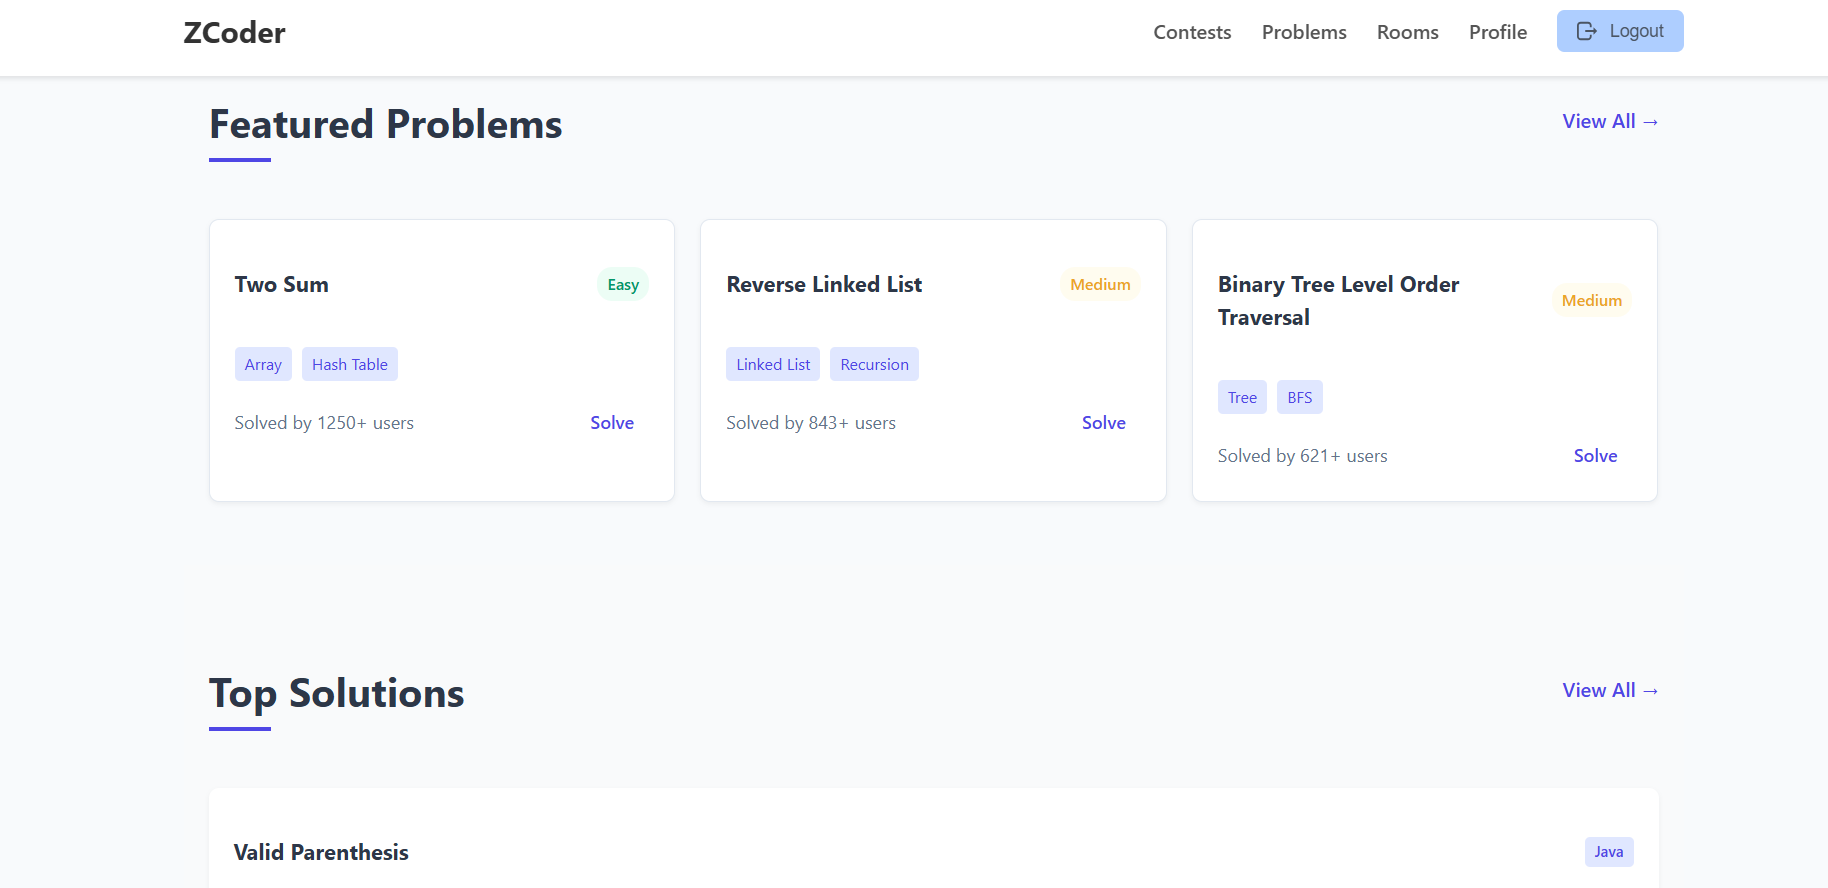 ZCoder
Contests Problems Rooms Profile Logout
Featured Problems
View All →
Two Sum
Easy
Array Hash Table
Solved by 1250+ users
Solve
Reverse Linked List
Medium
Linked List Recursion
Solved by 843+ users
Solve
Binary Tree Level Order
Traversal
Medium
Tree BFS
Solved by 621+ users
Solve
Top Solutions
View All →
Valid Parenthesis
Java